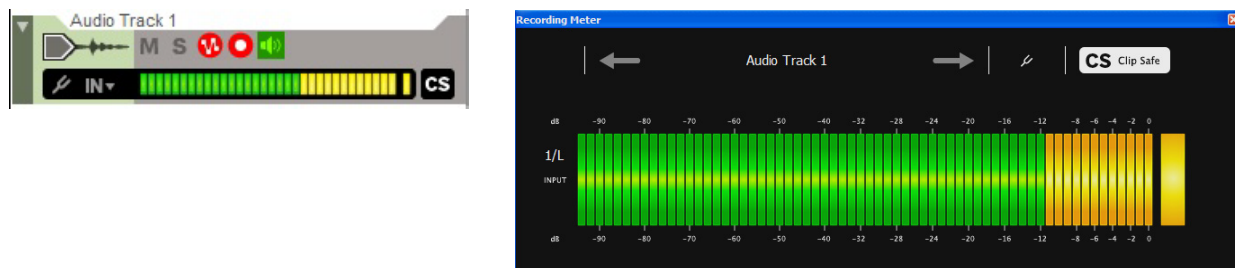 Audio Track 1
M S
IN
CS
Recording Meter
Audio Track 1
CS Clip Safe
dB -90 -80 -70 -60 -50 -40 -32 -28 -24 -20 -16 -12 -8 -6 -4 -2 0
1/L
INPUT
dB -90 -80 -70 -60 -50 -40 -32 -28 -24 -20 -16 -12 -8 -6 -4 -2 0